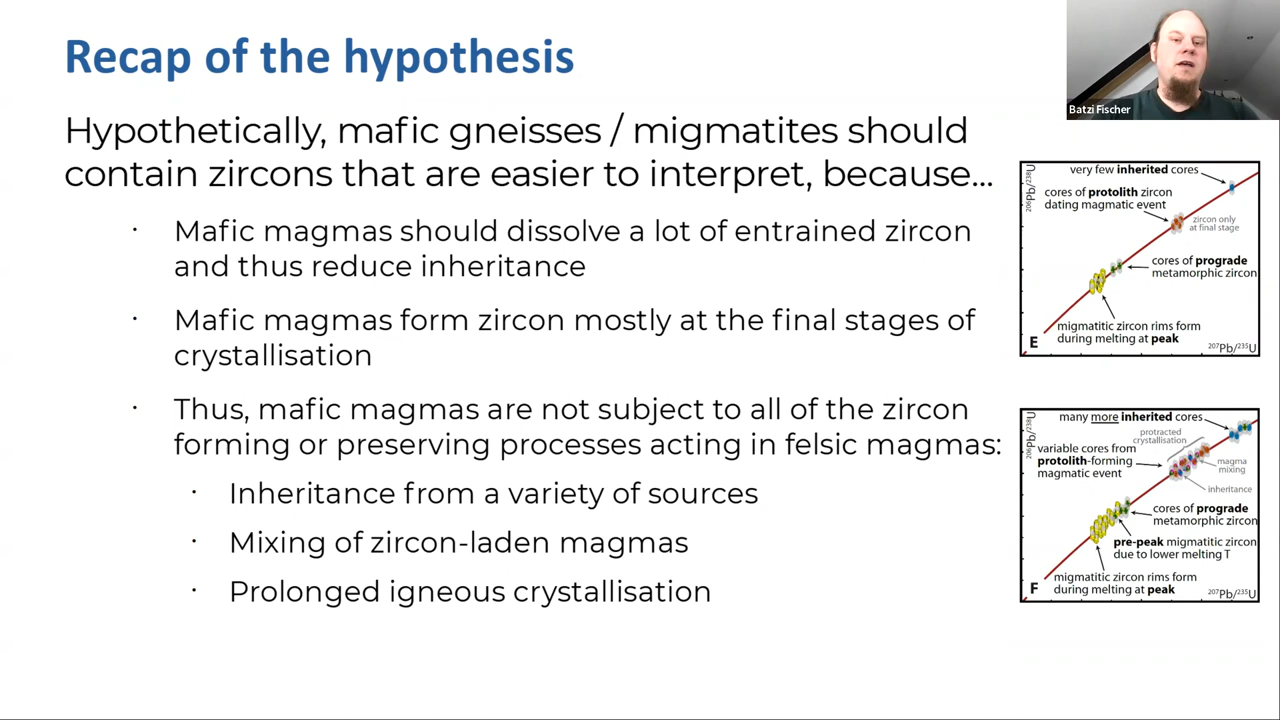 Recap of the hypothesis
Batzi Fischer
Hypothetically, mafic gneisses / migmatites should
contain zircons that are easier to interpret, because...
· Mafic magmas should dissolve a lot of entrained zircon
and thus reduce inheritance
· Mafic magmas form zircon mostly at the final stages of
crystallisation
· Thus, mafic magmas are not subject to all of the zircon
forming or preserving processes acting in felsic magmas:
· Inheritance from a variety of sources
· Mixing of zircon-laden magmas
· Prolonged igneous crystallisation
206Pb/238U
very few inherited cores
cores of protolith zircon
dating magmatic event
zircon only
at final stage
cores of prograde
metamorphic zircon
migmatitic zircon rims form
during melting at peak
E
207Pb/235U
206Pb/238U
many more inherited cores
protracted
crystallisation
variable cores from
protolith-forming
magmatic event
magma
mixing
inheritance
cores of prograde
metamorphic zircon
pre-peak migmatitic zircon
due to lower melting T
migmatitic zircon rims form
during melting at peak
F
207Pb/235U